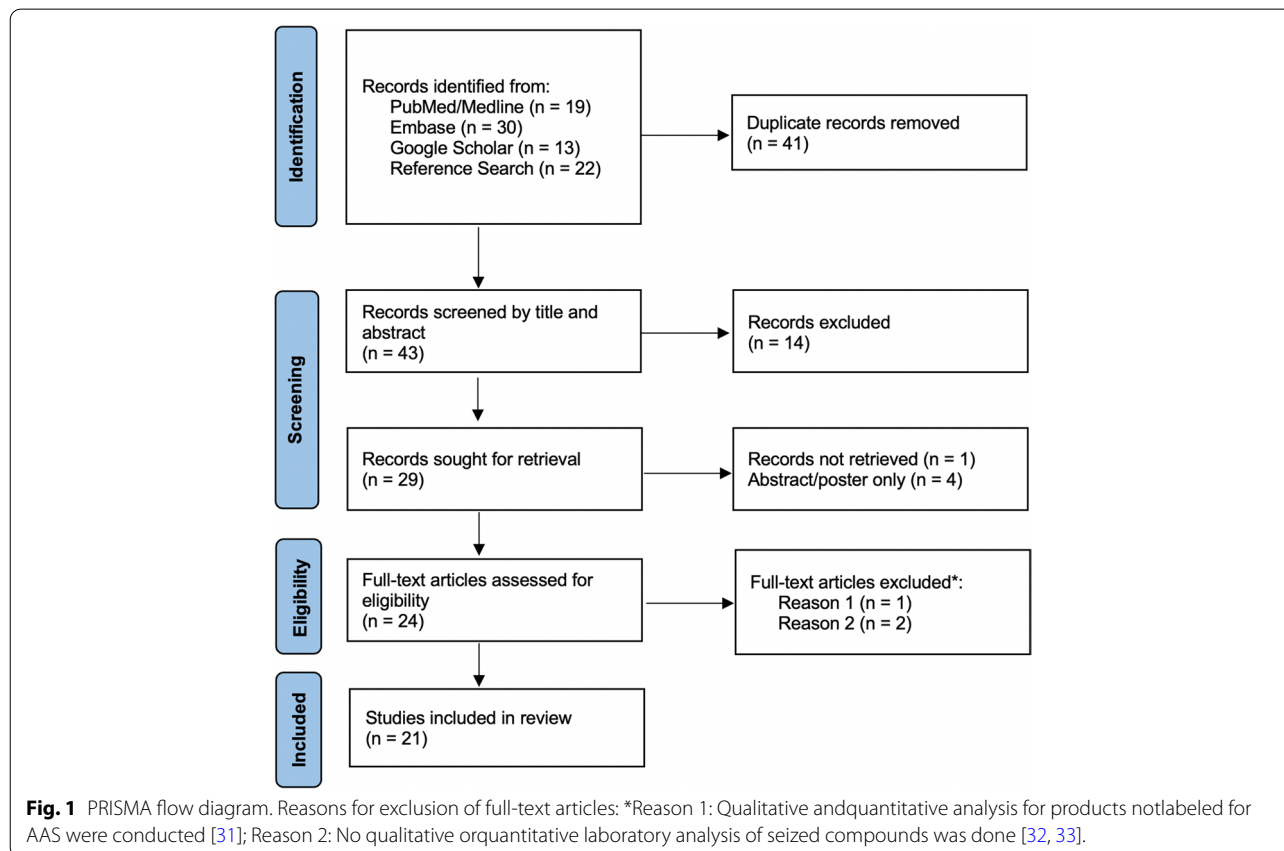 Identification
Records identified from:
PubMed/Medline (n = 19)
Embase (n = 30)
Google Scholar (n = 13)
Reference Search (n = 22)
Duplicate records removed
(n = 41)
Screening
Records screened by title and
abstract
(n = 43)
Records excluded
(n = 14)
Records sought for retrieval
(n = 29)
Records not retrieved (n = 1)
Abstract/poster only (n = 4)
Eligibility
Full-text articles assessed for
eligibility
(n = 24)
Full-text articles excluded*:
Reason 1 (n = 1)
Reason 2 (n = 2)
Included
Studies included in review
(n = 21)
Fig. 1 PRISMA flow diagram. Reasons for exclusion of full-text articles: *Reason 1: Qualitative andquantitative analysis for products notlabeled for
AAS were conducted [31]; Reason 2: No qualitative orquantitative laboratory analysis of seized compounds was done [32, 33].